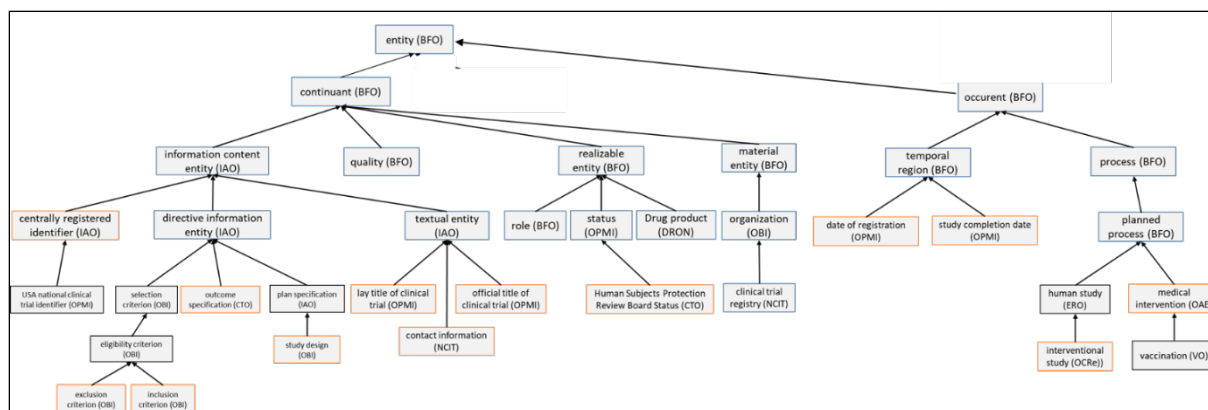 entity (BFO)
continuant (BFO)
occurent (BFO)
information content
entity (IAO)
quality (BFO)
realizable
entity (BFO)
material
entity (BFO)
temporal
region (BFO)
process (BFO)
centrally registered
identifier (IAO)
directive information
entity (IAO)
textual entity
(IAO)
role (BFO)
status
(OPMI)
Drug product
(DRON)
organization
(OBI)
date of registration
(OPMI)
study completion date
(OPMI)
planned
process (BFO)
USA national clinical
trial identifier (OPMI)
selection
criterion (OBI)
outcome
specification (CTO)
plan specification
(IAO)
lay title of clinical
trial (OPMI)
official title of
clinical trial (OPMI)
Human Subjects Protection
Review Board Status (CTO)
clinical trial
registry (NCIT)
human study
(ERO)
medical
intervention (OAE)
eligibility criterion
(OBI)
study design
(OBI)
contact information
(NCIT)
interventional
study (OCRe))
vaccination (VO)
exclusion
criterion (OBI)
inclusion
criterion (OBI)